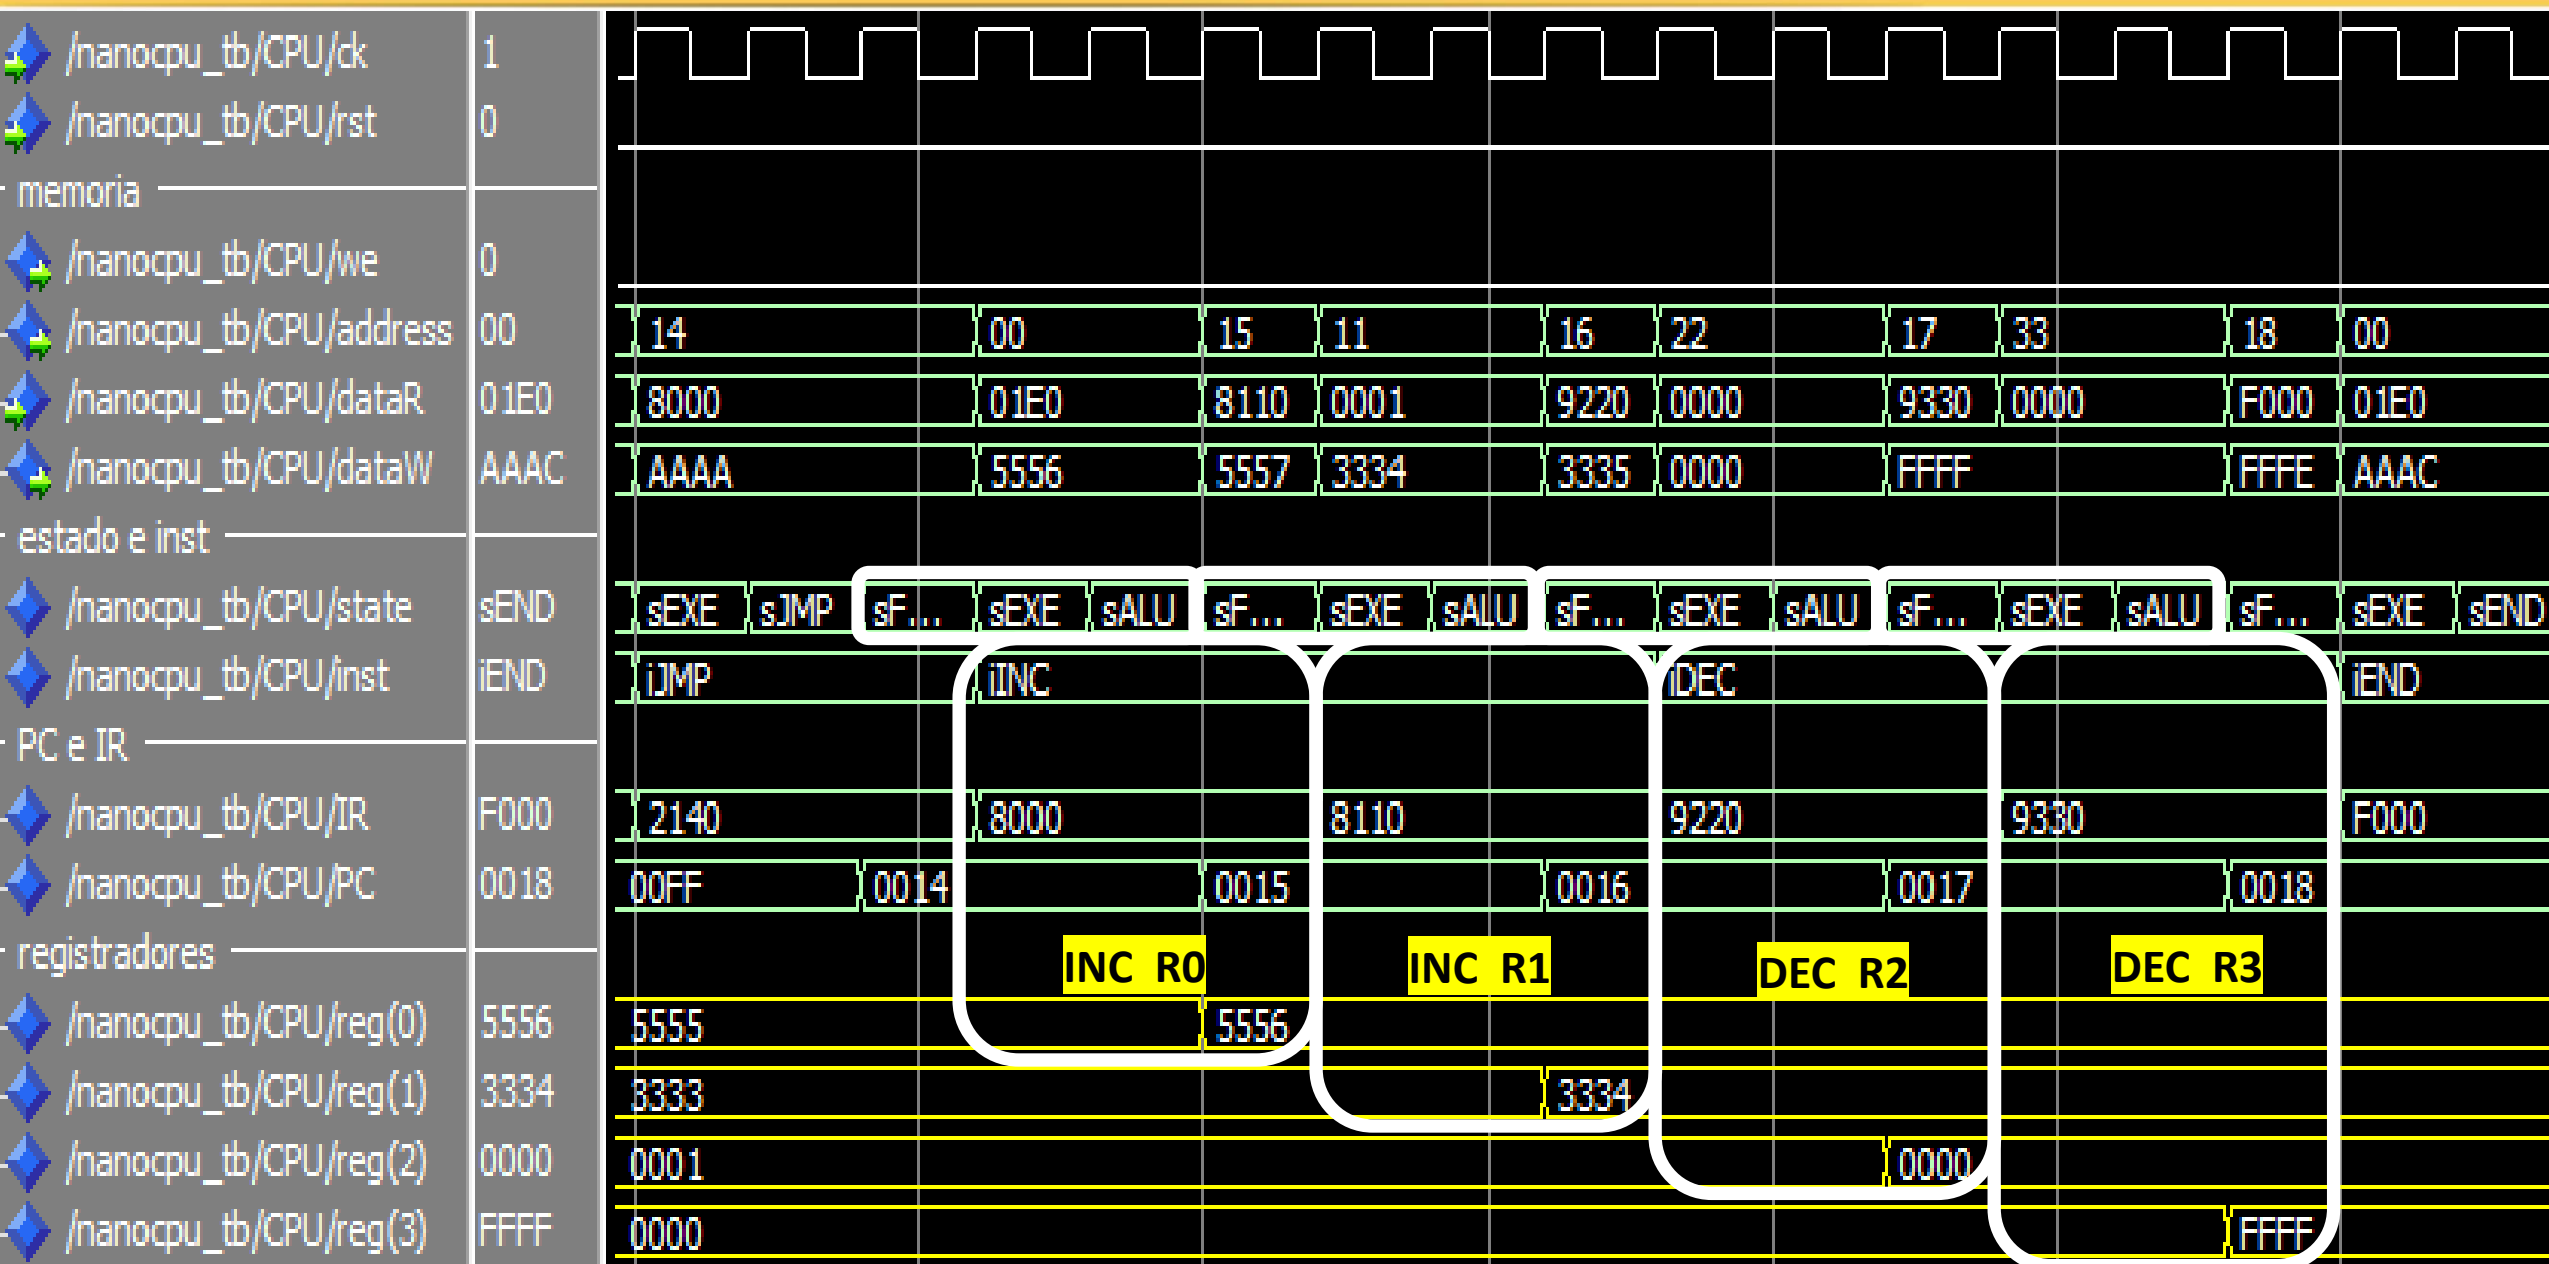 /nanocpu_tb/CPU/ck 1
/nanocpu_tb/CPU/rst 0
memoria
/nanocpu_tb/CPU/we 0
/nanocpu_tb/CPU/address 00 14 00 15 11 16 22 17 33 18 00
/nanocpu_tb/CPU/dataR 01E0 8000 01E0 8110 0001 9220 0000 9330 0000 F000 01E0
/nanocpu_tb/CPU/dataW AAAC AAAA 5556 5557 3334 3335 0000 FFFF FFFE AAAC
estado e inst
/nanocpu_tb/CPU/state sEND sEXE sJMP sF... sEXE sALU sF... sEXE sALU sF... sEXE sALU sF... sEXE sALU sF... sEXE sEND
/nanocpu_tb/CPU/inst iEND iJMP iINC iDEC iEND
PC e IR
/nanocpu_tb/CPU/IR F000 2140 8000 8110 9220 9330 F000
/nanocpu_tb/CPU/PC 0018 00FF 0014 0015 0016 0017 0018
registradores INC R0 INC R1 DEC R2 DEC R3
/nanocpu_tb/CPU/reg(0) 5556 5555 5556
/nanocpu_tb/CPU/reg(1) 3334 3333 3334
/nanocpu_tb/CPU/reg(2) 0000 0001 0000
/nanocpu_tb/CPU/reg(3) FFFF 0000 FFFF